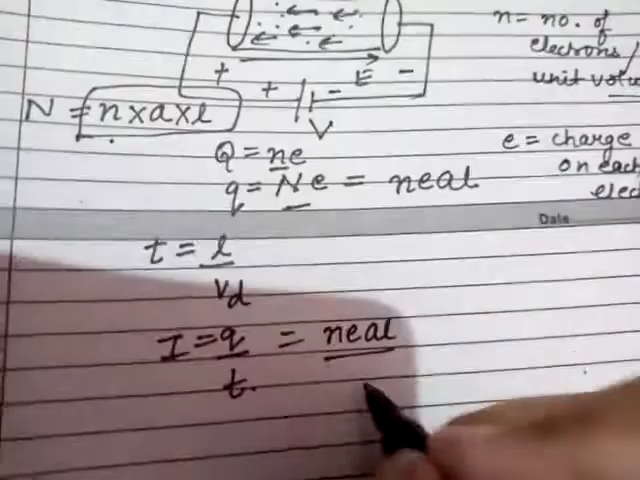 n = no. of
electrons/
unit volu
+ E -
+ -
V
N = n×a×l
Q = ne
e = charge
on each
elec
q = Ne = neal
Date
t = l
vd
I = q = neal
t.